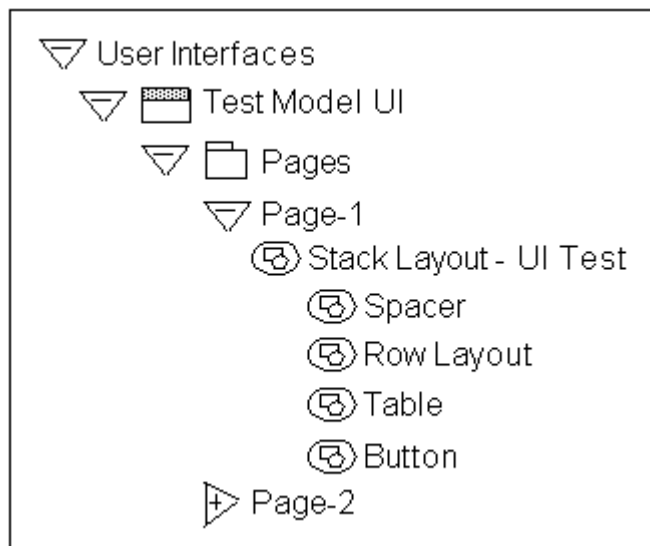 User Interfaces
Test Model UI
Pages
Page-1
Stack Layout - UI Test
Spacer
Row Layout
Table
Button
Page-2